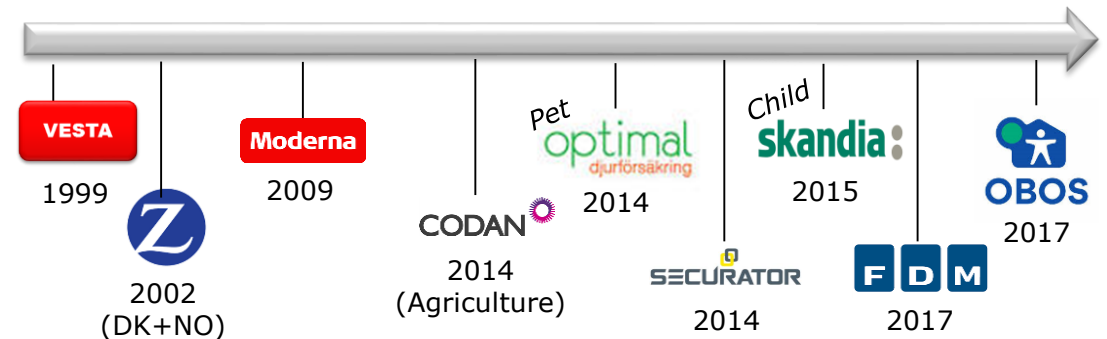 VESTA
1999
Z
2002
(DK+NO)
Moderna
2009
CODAN
2014
(Agriculture)
Pet
optimal
djurförsäkring
2014
SECURATOR
2014
Child
skandia:
2015
F D M
2017
OBOS
2017